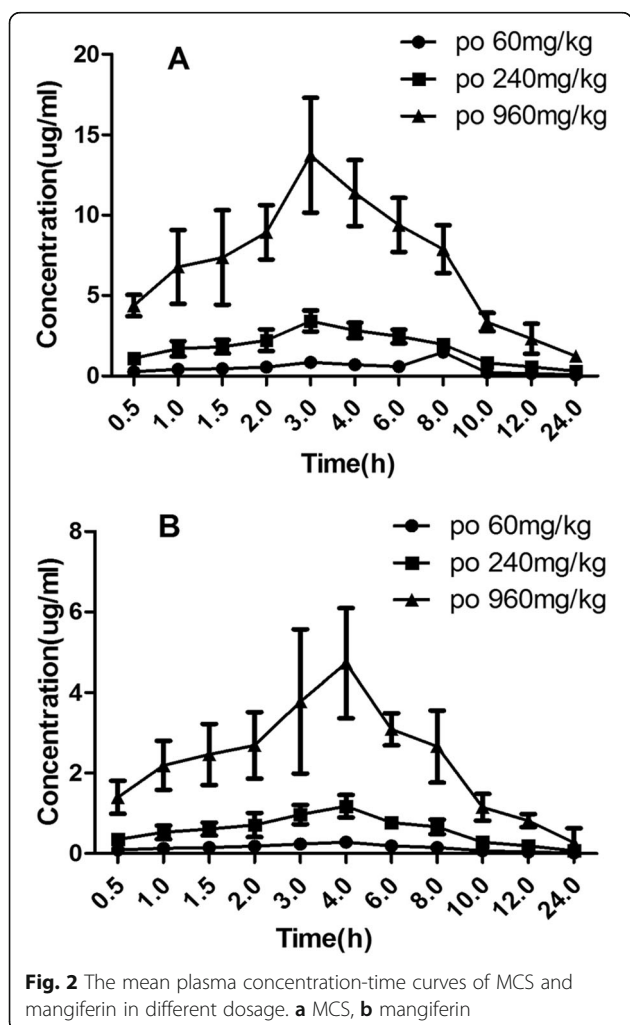 A
po 60mg/kg
po 240mg/kg
po 960mg/kg
Concentration(ug/ml)
20
15
10
5
0
0.5 1.0 1.5 2.0 3.0 4.0 6.0 8.0 10.0 12.0 24.0
Time(h)
B
po 60mg/kg
po 240mg/kg
po 960mg/kg
Concentration(ug/ml)
8
6
4
2
0
0.5 1.0 1.5 2.0 3.0 4.0 6.0 8.0 10.0 12.0 24.0
Time(h)
Fig. 2 The mean plasma concentration-time curves of MCS and
mangiferin in different dosage. a MCS, b mangiferin